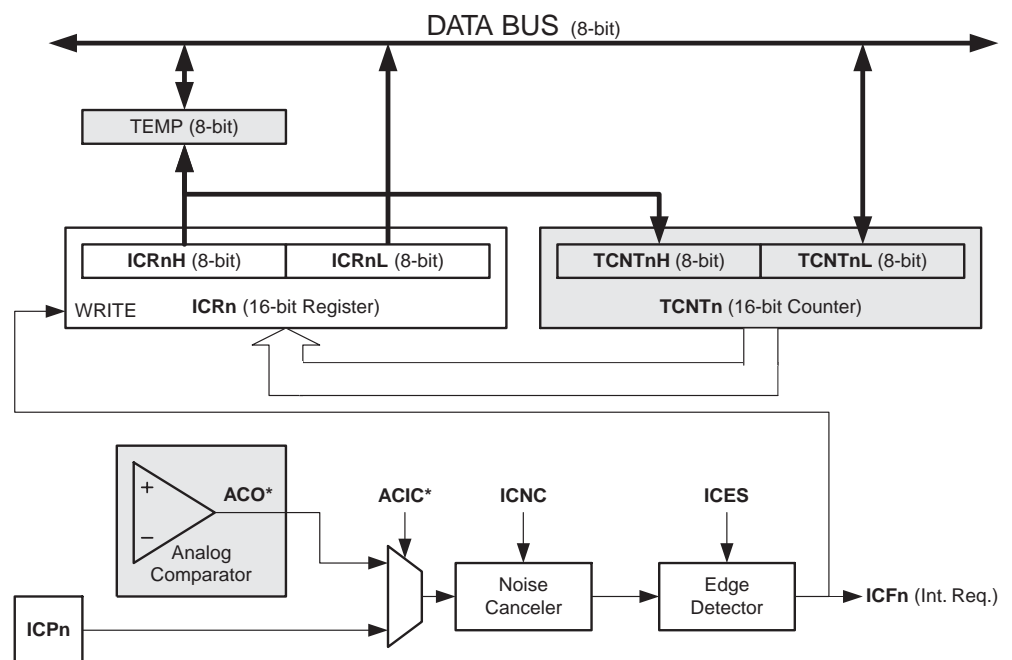 DATA BUS (8-bit)
TEMP (8-bit)
ICRnH (8-bit)
ICRnL (8-bit)
TCNTnH (8-bit)
TCNTnL (8-bit)
WRITE
ICRn (16-bit Register)
TCNTn (16-bit Counter)
+
ACO*
ACIC*
ICNC
ICES
−
Analog
Comparator
Noise
Canceler
Edge
Detector
ICFn (Int. Req.)
ICPn